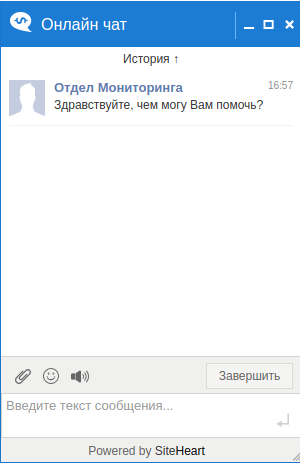 Онлайн чат
История ↑
Отдел Мониторинга 16:57
Здравствуйте, чем могу Вам помочь?
Завершить
Введите текст сообщения...
Powered by SiteHeart